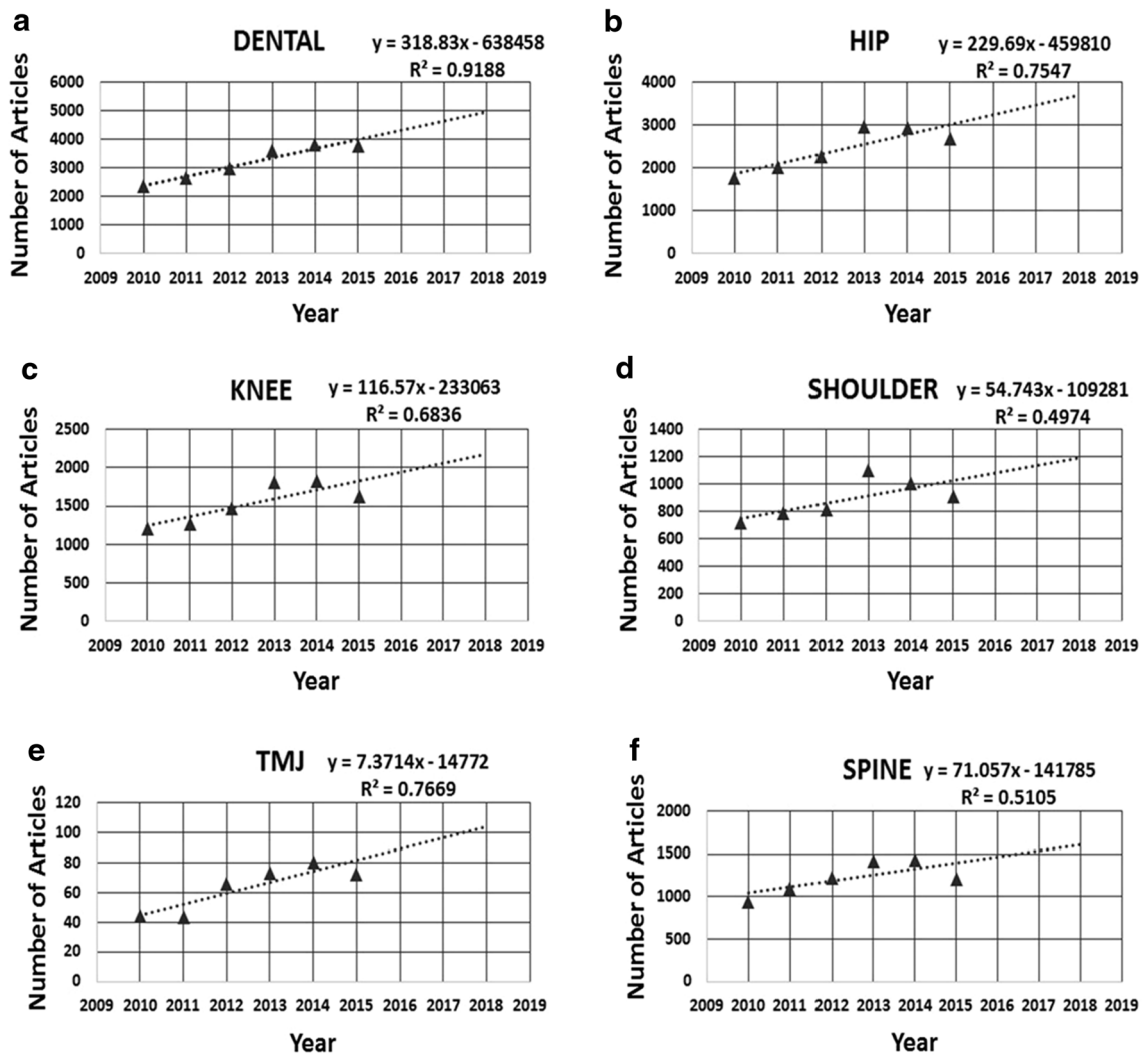 a
DENTAL
y = 318.83x - 638458
R² = 0.9188
Number of Articles
6000
5000
4000
3000
2000
1000
0
2009 2010 2011 2012 2013 2014 2015 2016 2017 2018 2019
Year
b
HIP
y = 229.69x - 459810
R² = 0.7547
Number of Articles
4000
3000
2000
1000
0
2009 2010 2011 2012 2013 2014 2015 2016 2017 2018 2019
Year
c
KNEE
y = 116.57x - 233063
R² = 0.6836
Number of Articles
2500
2000
1500
1000
500
0
2009 2010 2011 2012 2013 2014 2015 2016 2017 2018 2019
Year
d
SHOULDER
y = 54.743x - 109281
R² = 0.4974
Number of Articles
1400
1200
1000
800
600
400
200
0
2009 2010 2011 2012 2013 2014 2015 2016 2017 2018 2019
Year
e
TMJ
y = 7.3714x - 14772
R² = 0.7669
Number of Articles
120
100
80
60
40
20
0
2009 2010 2011 2012 2013 2014 2015 2016 2017 2018 2019
Year
f
SPINE
y = 71.057x - 141785
R² = 0.5105
Number of Articles
2000
1500
1000
500
0
2009 2010 2011 2012 2013 2014 2015 2016 2017 2018 2019
Year